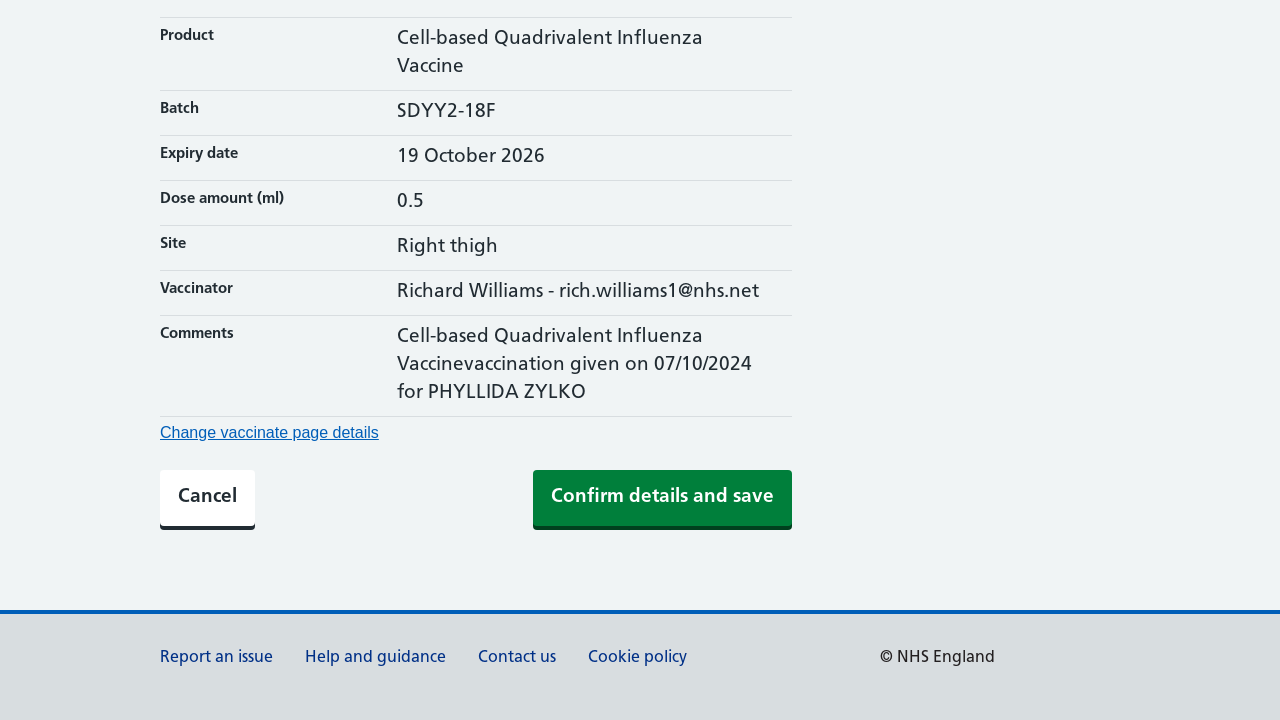 Product
Cell-based Quadrivalent Influenza
Vaccine
Batch
SDYY2-18F
Expiry date
19 October 2026
Dose amount (ml)
0.5
Site
Right thigh
Vaccinator
Richard Williams - rich.williams1@nhs.net
Comments
Cell-based Quadrivalent Influenza
Vaccinevaccination given on 07/10/2024
for PHYLLIDA ZYLKO
Change vaccinate page details
Cancel
Confirm details and save
Report an issue
Help and guidance
Contact us
Cookie policy
© NHS England